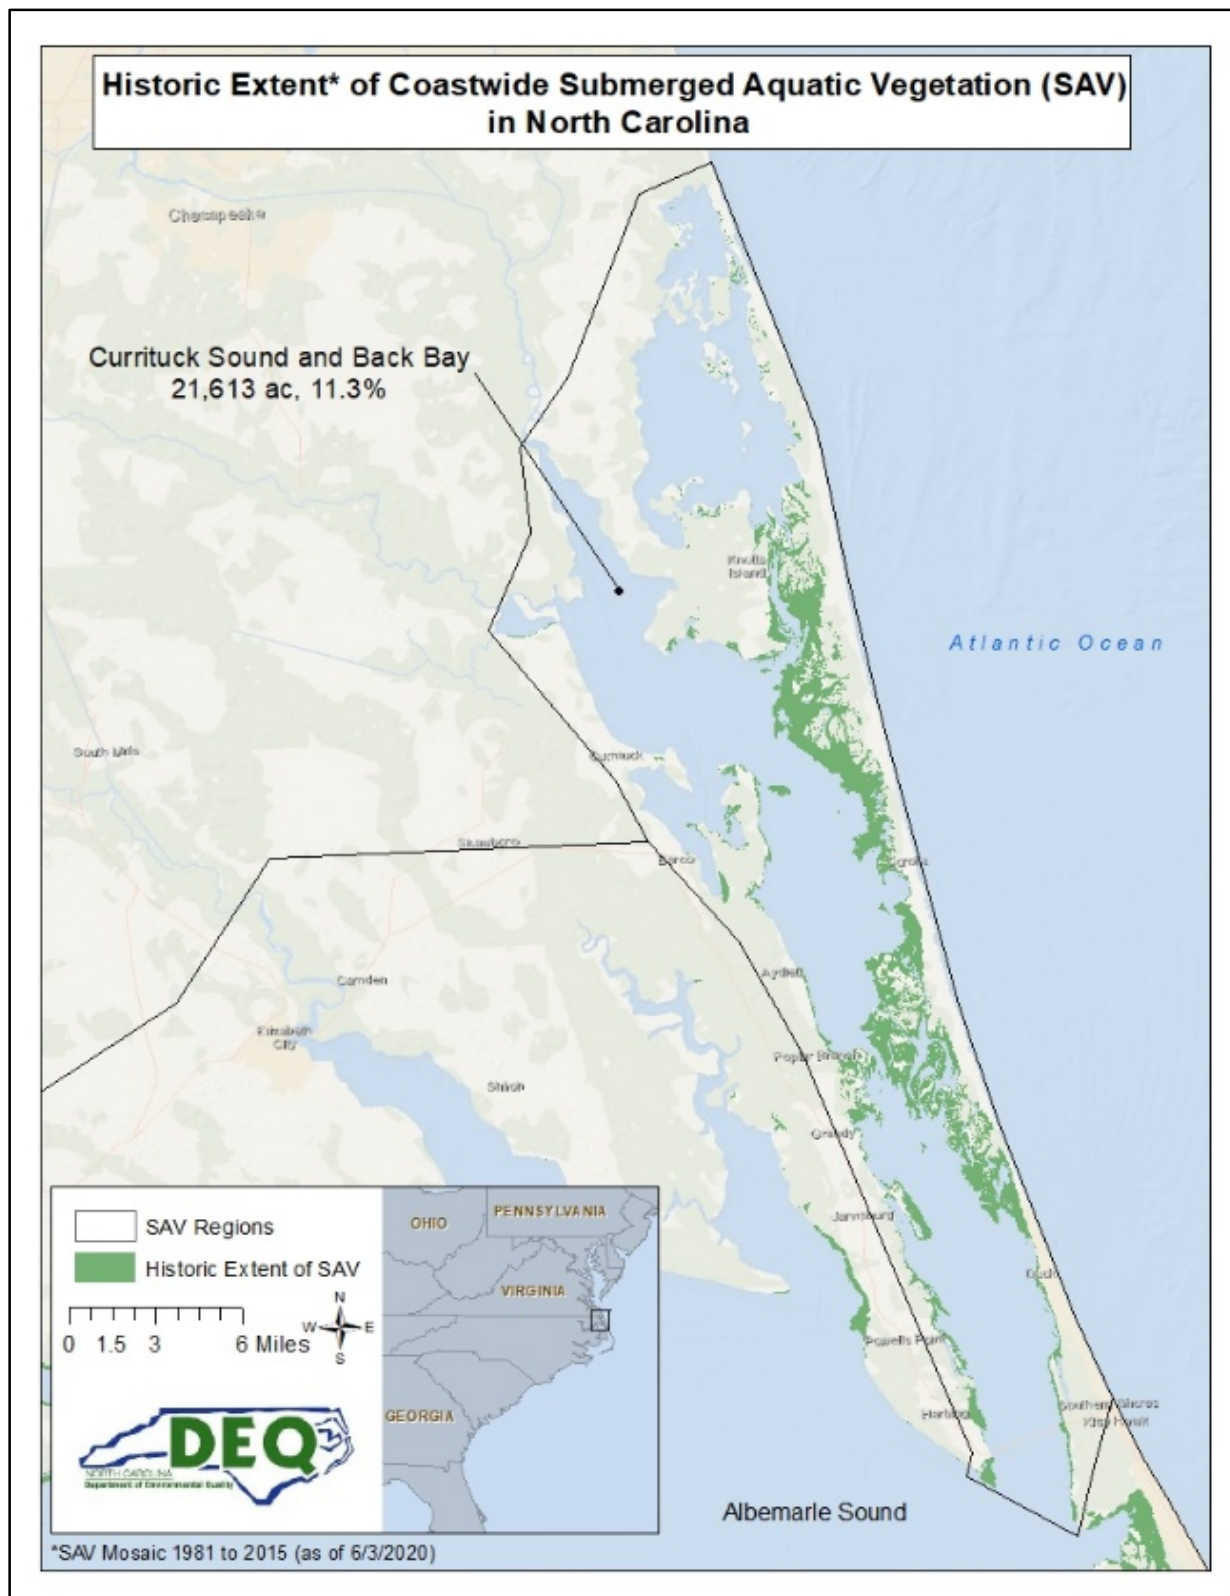 Historic Extent* of Coastwide Submerged Aquatic Vegetation (SAV)
in North Carolina
Chesapeake
Currituck Sound and Back Bay
21,613 ac, 11.3%
Knotts
Island
Atlantic Ocean
South Mills
Currituck
Shawboro
Barco
Corolla
Aydlett
Camden
Elizabeth
City
Poplar Branch
Shiloh
Grandy
Jarvisburg
Duck
Powells Point
Southern Shores
Kitty Hawk
Harbinger
Albemarle Sound
SAV Regions
Historic Extent of SAV
0 1.5 3 6 Miles
N
W E
S
OHIO
PENNSYLVANIA
VIRGINIA
GEORGIA
DEQ
NORTH CAROLINA
Department of Environmental Quality
*SAV Mosaic 1981 to 2015 (as of 6/3/2020)